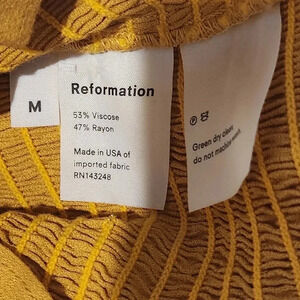 M
Reformation
53% Viscose
47% Rayon
Made in USA of
imported fabric
RN143248
Green dry clean
do not machine wash